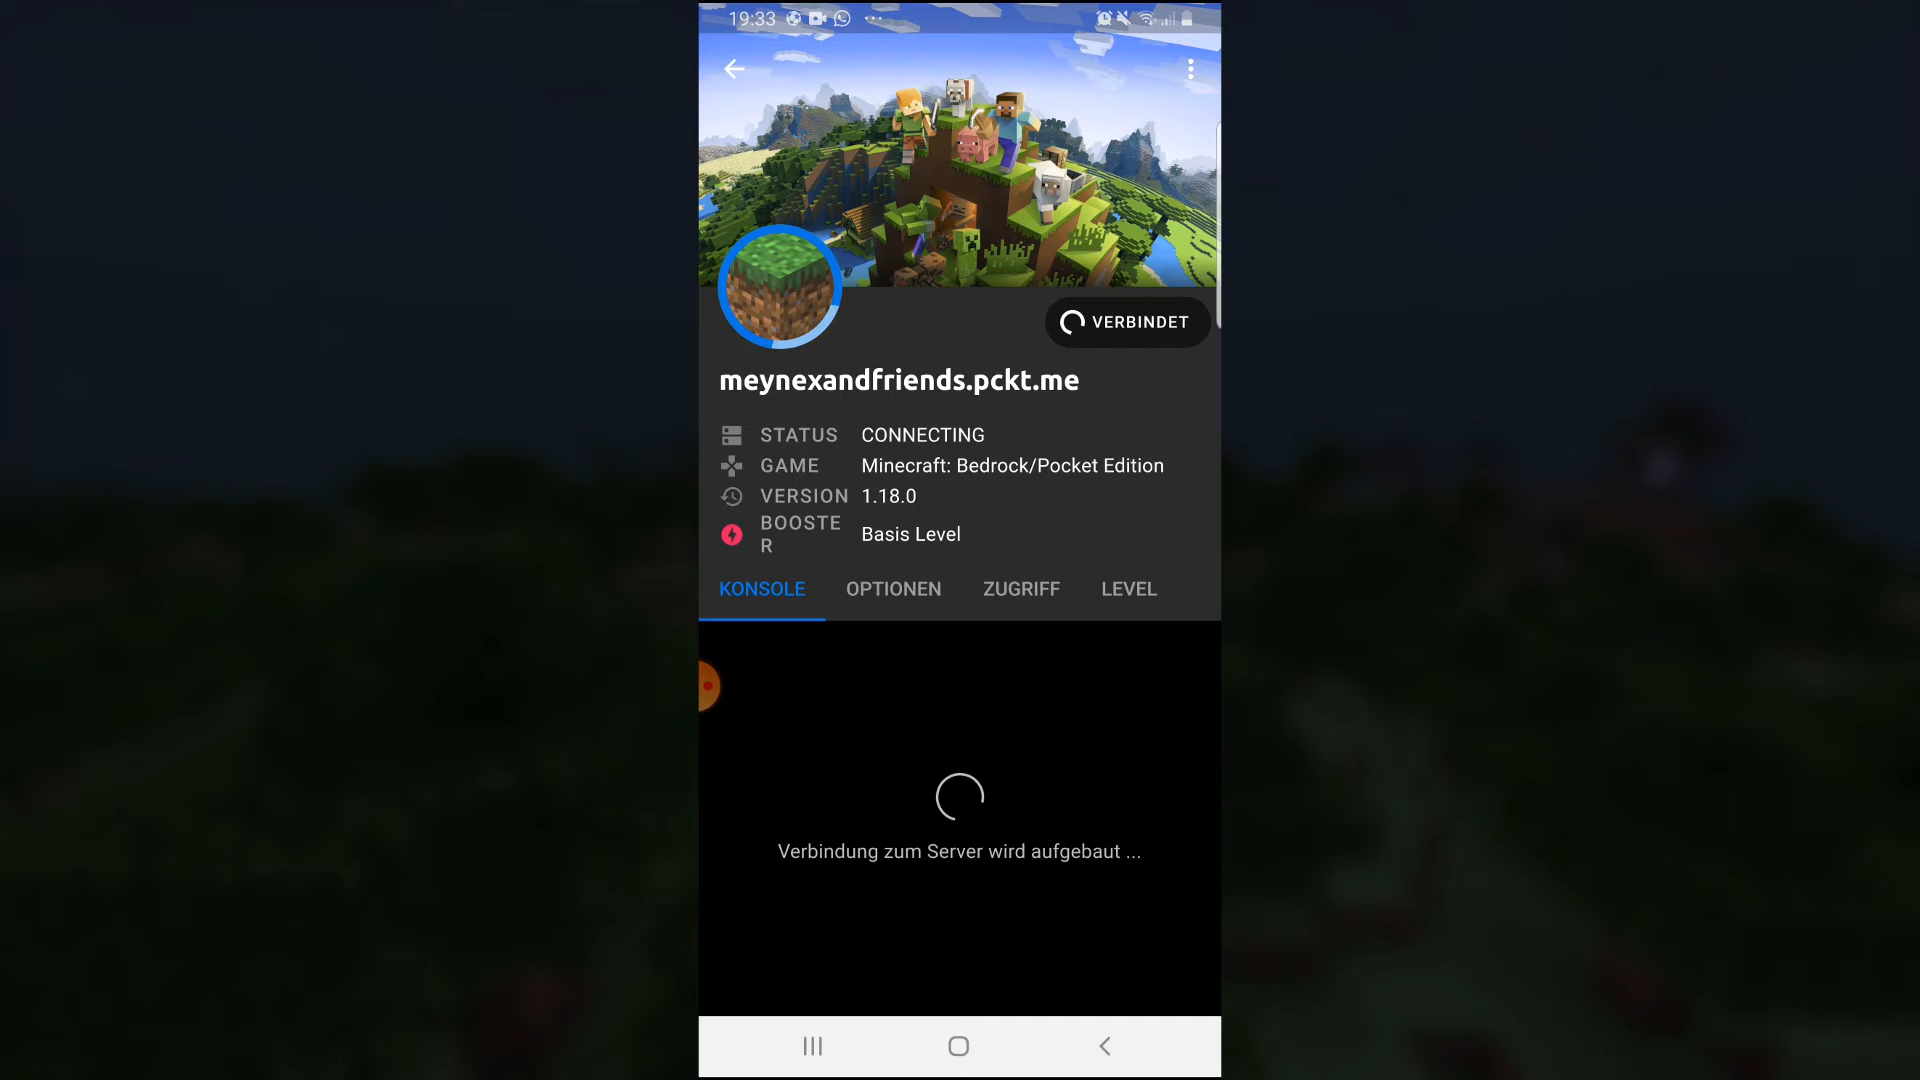 19:33
VERBINDET
meynexandfriends.pckt.me
STATUS CONNECTING
GAME Minecraft: Bedrock/Pocket Edition
VERSION 1.18.0
BOOSTE
R Basis Level
KONSOLE OPTIONEN ZUGRIFF LEVEL
Verbindung zum Server wird aufgebaut ...